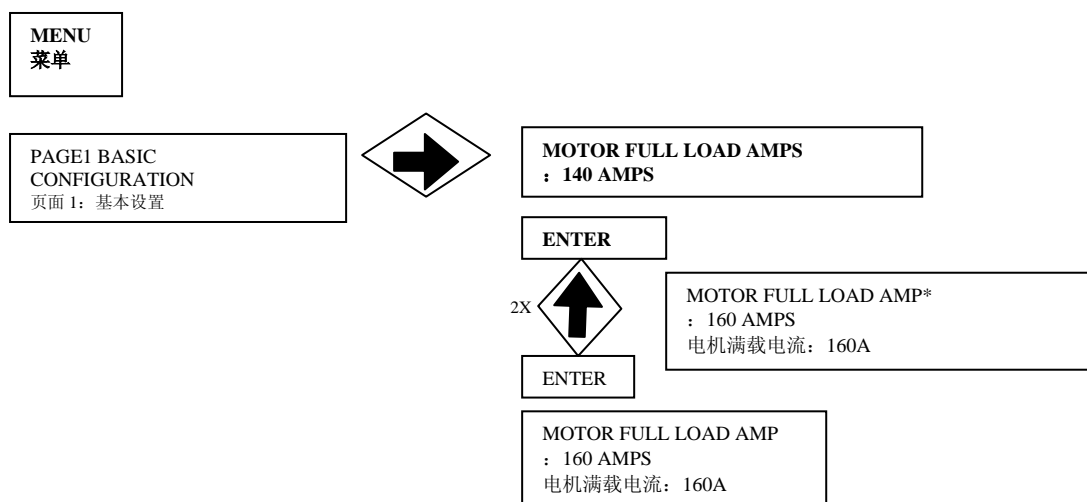 MENU
菜单
PAGE1 BASIC
CONFIGURATION
页面 1：基本设置
MOTOR FULL LOAD AMPS
：140 AMPS
ENTER
2X
MOTOR FULL LOAD AMP*
：160 AMPS
电机满载电流：160A
ENTER
MOTOR FULL LOAD AMP
：160 AMPS
电机满载电流：160A